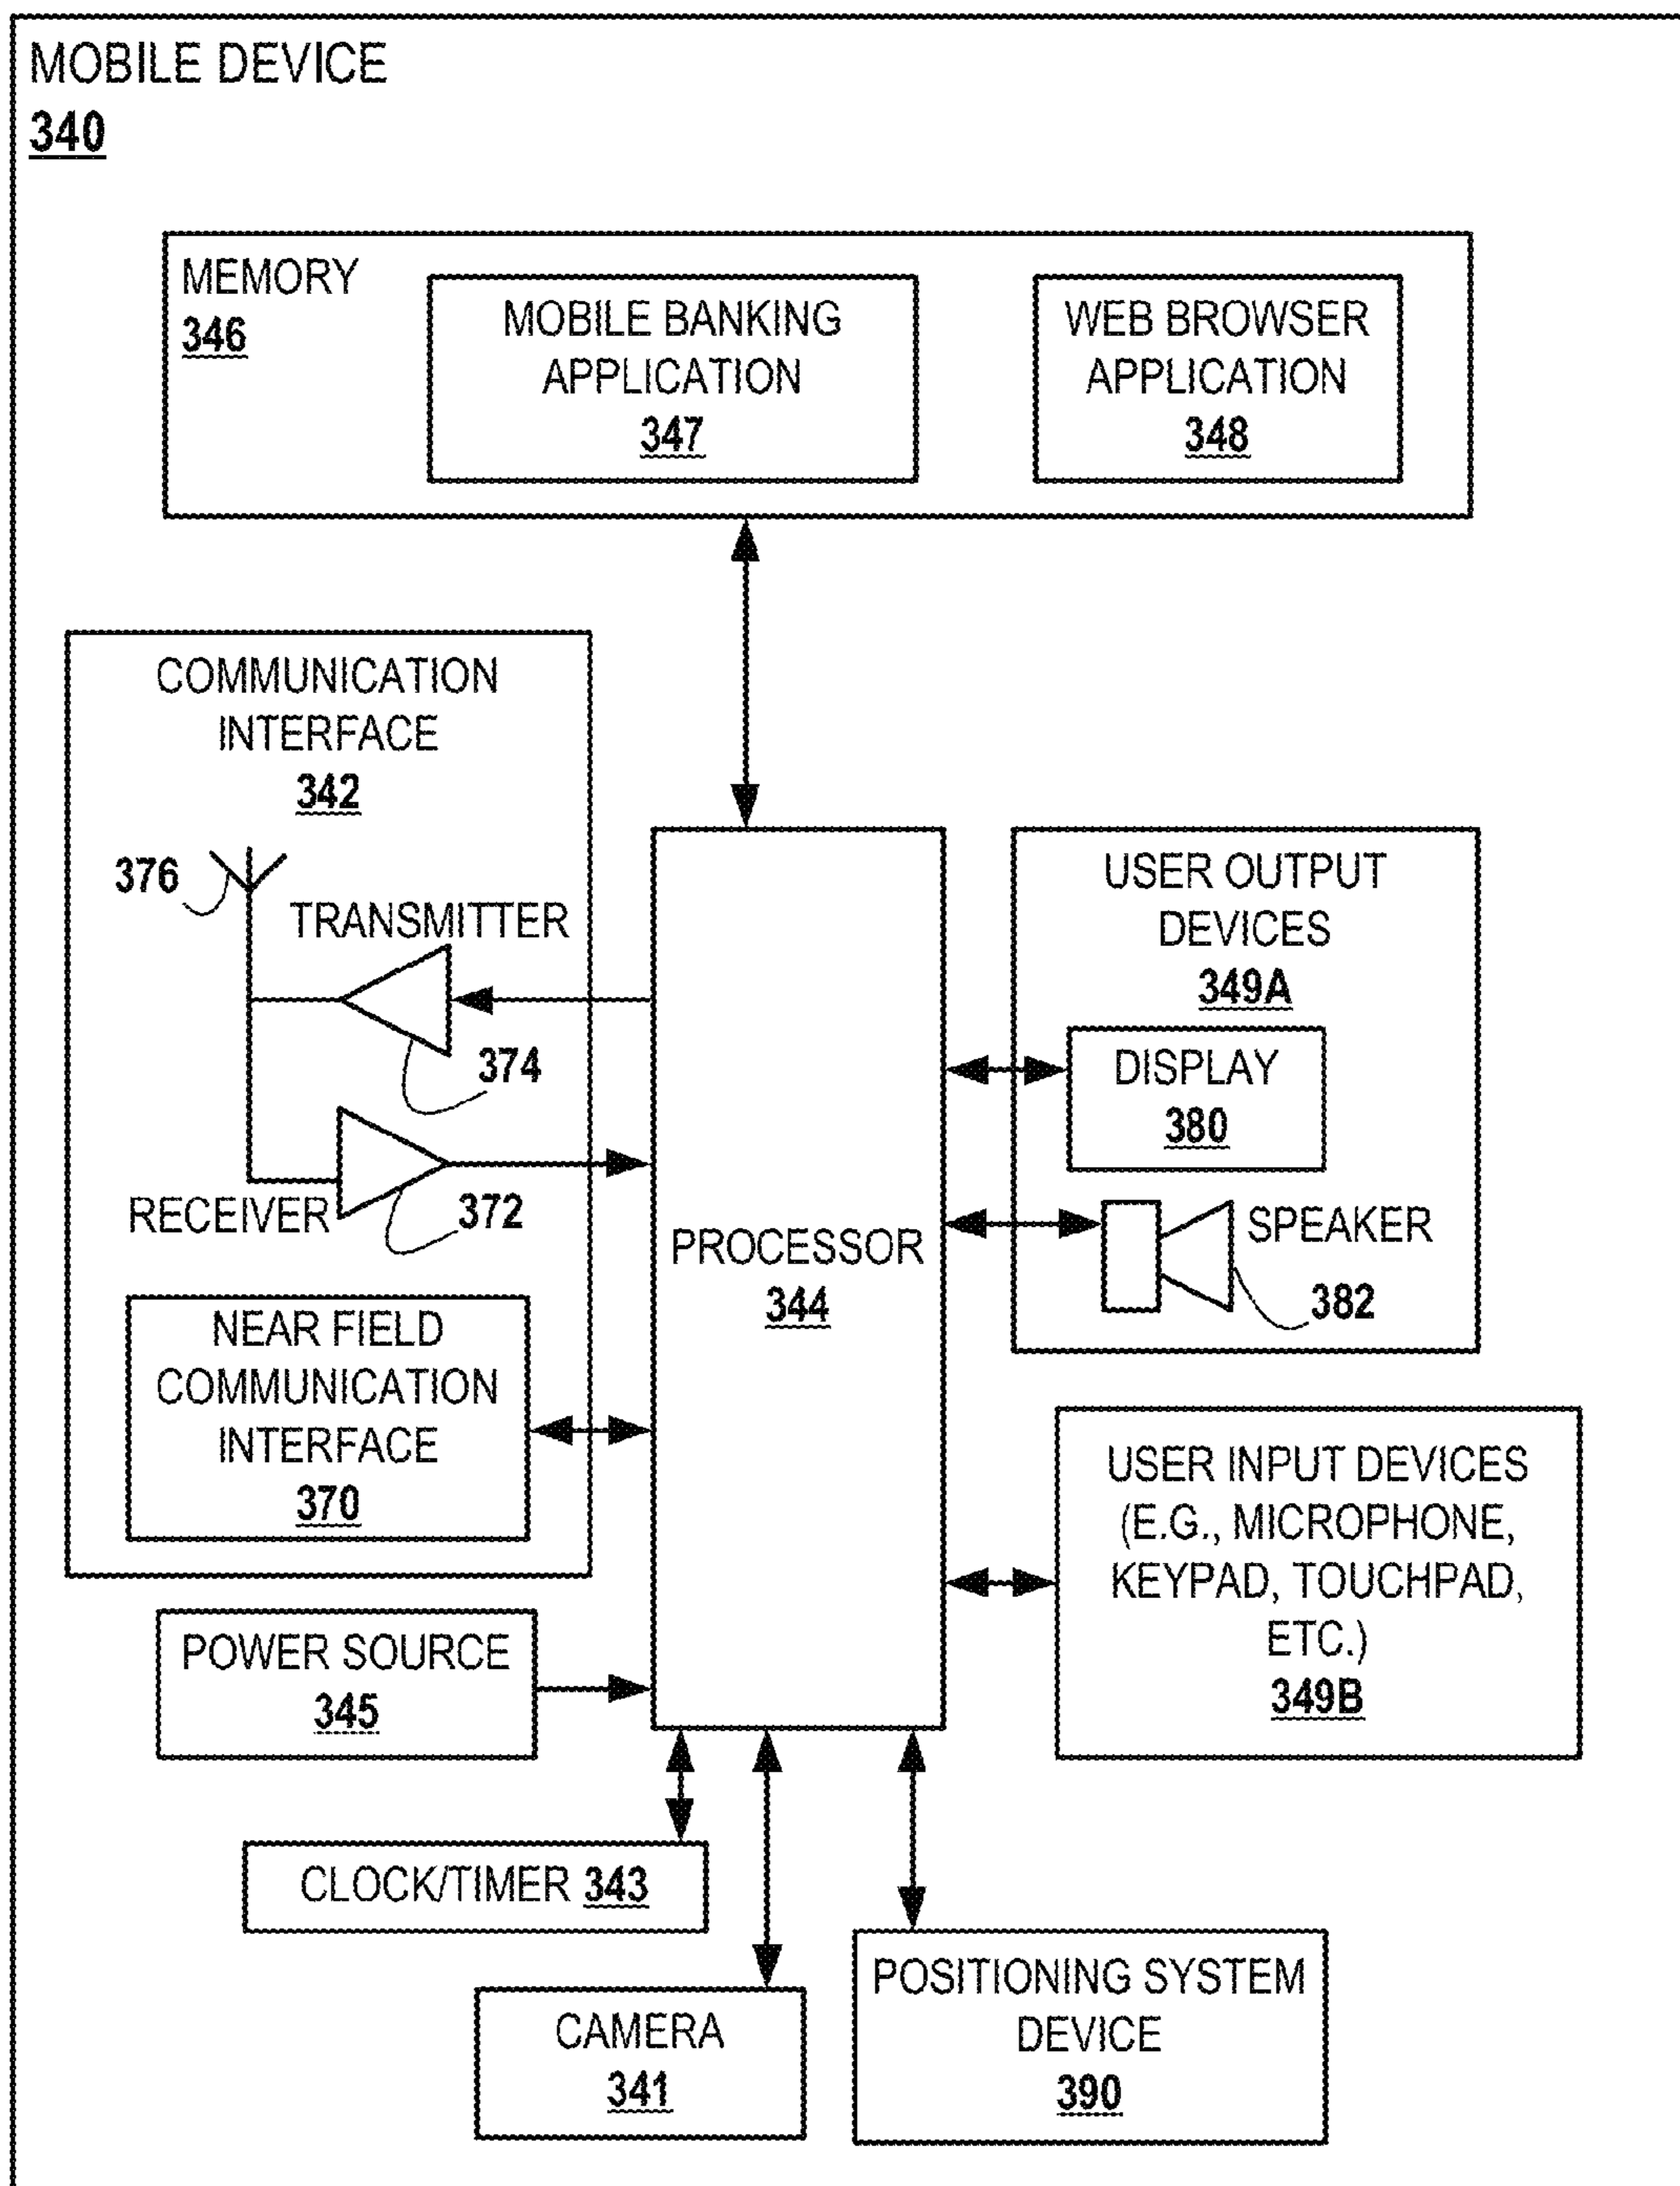 MOBILE DEVICE
340
MEMORY
346
MOBILE BANKING
APPLICATION
347
WEB BROWSER
APPLICATION
348
COMMUNICATION
INTERFACE
342
376
TRANSMITTER
374
RECEIVER
372
NEAR FIELD
COMMUNICATION
INTERFACE
370
PROCESSOR
344
USER OUTPUT
DEVICES
349A
DISPLAY
380
SPEAKER
382
USER INPUT DEVICES
(E.G., MICROPHONE,
KEYPAD, TOUCHPAD,
ETC.)
349B
POWER SOURCE
345
CLOCK/TIMER 343
CAMERA
341
POSITIONING SYSTEM
DEVICE
390